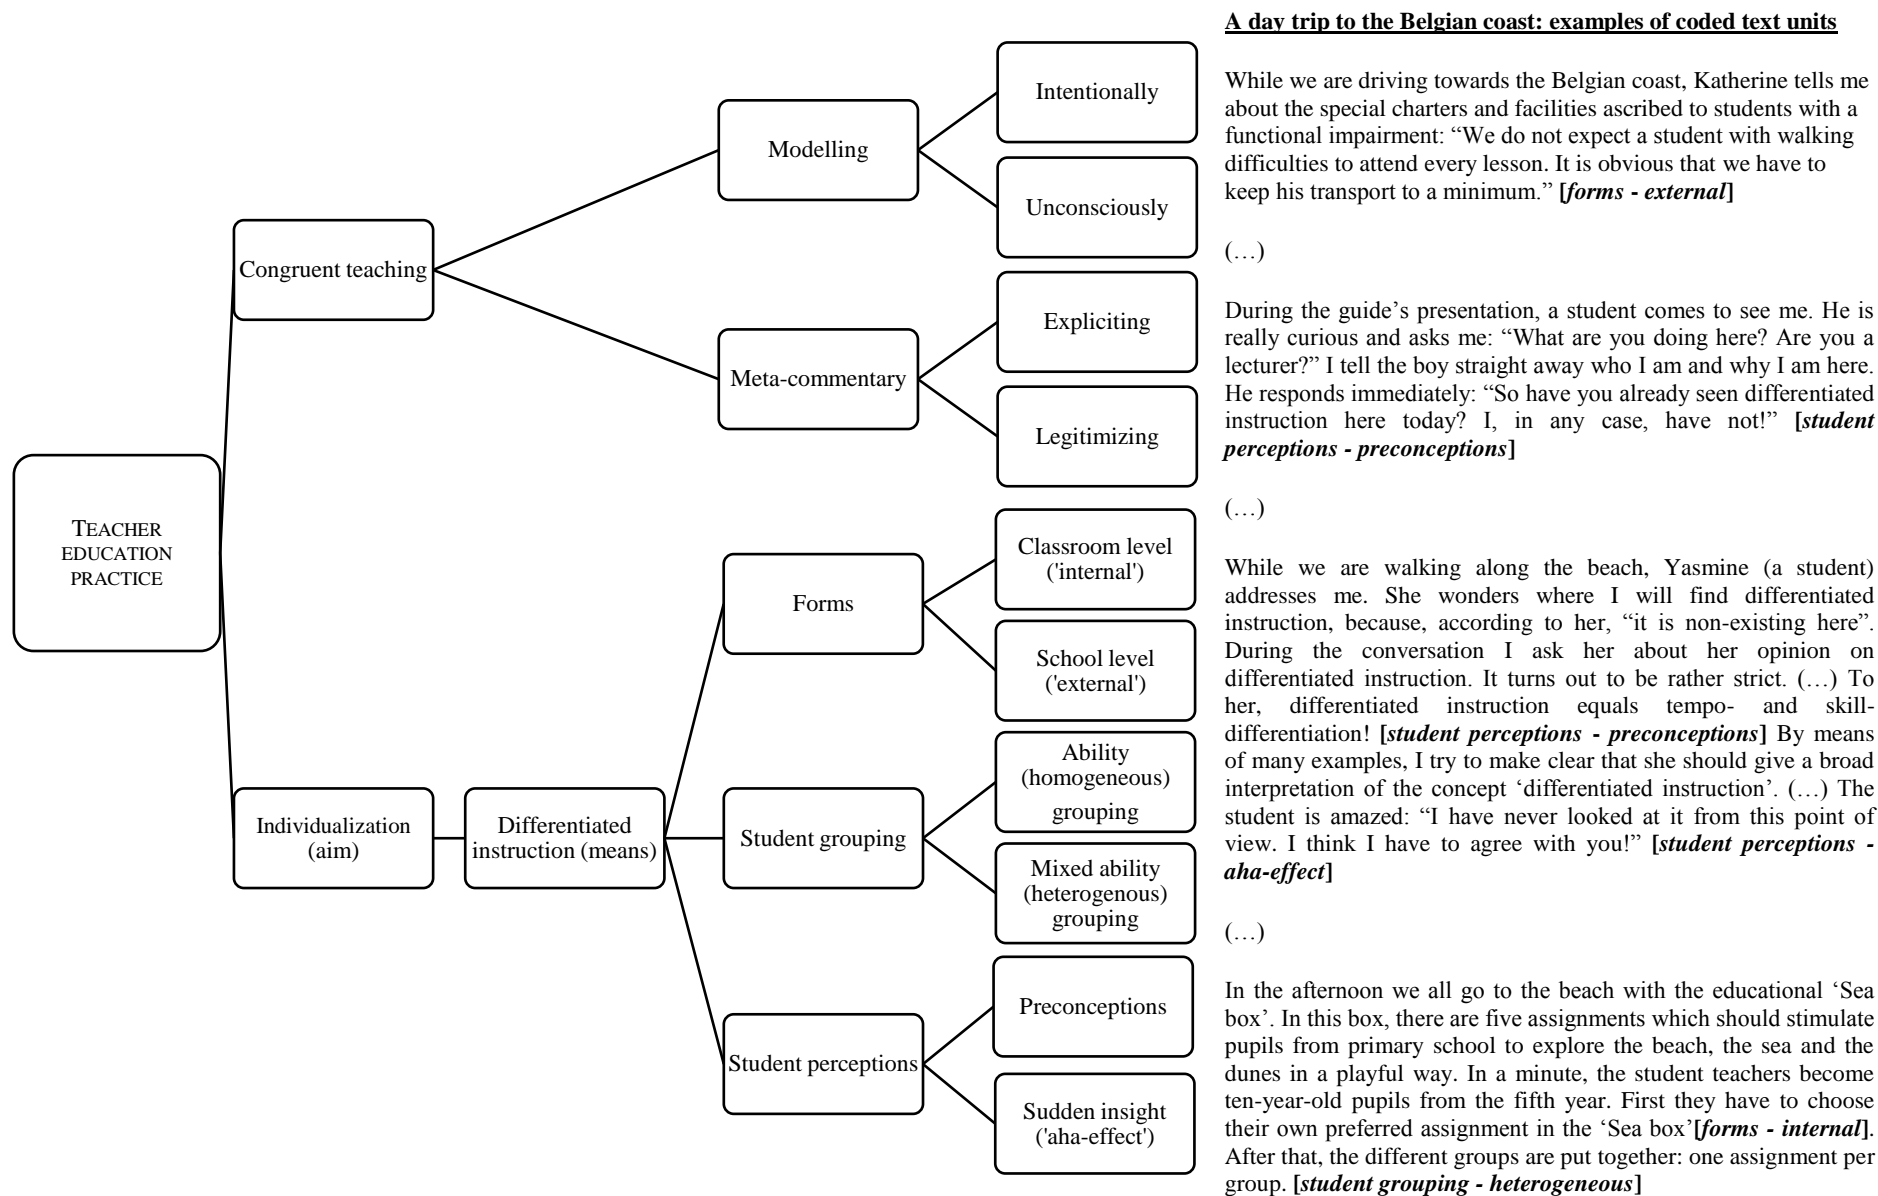 TEACHER
EDUCATION
PRACTICE
Congruent teaching
Modelling
Intentionally
Unconsciously
Meta-commentary
Expliciting
Legitimizing
Individualization
(aim)
Differentiated
instruction (means)
Forms
Classroom level
('internal')
School level
('external')
Student grouping
Ability
(homogeneous)
grouping
Mixed ability
(heterogenous)
grouping
Student perceptions
Preconceptions
Sudden insight
('aha-effect')
A day trip to the Belgian coast: examples of coded text units
While we are driving towards the Belgian coast, Katherine tells me
about the special charters and facilities ascribed to students with a
functional impairment: “We do not expect a student with walking
difficulties to attend every lesson. It is obvious that we have to
keep his transport to a minimum.” [forms - external]
(…)
During the guide’s presentation, a student comes to see me. He is
really curious and asks me: “What are you doing here? Are you a
lecturer?” I tell the boy straight away who I am and why I am here.
He responds immediately: “So have you already seen differentiated
instruction here today? I, in any case, have not!” [student
perceptions - preconceptions]
(…)
While we are walking along the beach, Yasmine (a student)
addresses me. She wonders where I will find differentiated
instruction, because, according to her, “it is non-existing here”.
During the conversation I ask her about her opinion on
differentiated instruction. It turns out to be rather strict. (…) To
her, differentiated instruction equals tempo- and skill-
differentiation! [student perceptions - preconceptions] By means
of many examples, I try to make clear that she should give a broad
interpretation of the concept ‘differentiated instruction’. (…) The
student is amazed: “I have never looked at it from this point of
view. I think I have to agree with you!” [student perceptions -
aha-effect]
(…)
In the afternoon we all go to the beach with the educational ‘Sea
box’. In this box, there are five assignments which should stimulate
pupils from primary school to explore the beach, the sea and the
dunes in a playful way. In a minute, the student teachers become
ten-year-old pupils from the fifth year. First they have to choose
their own preferred assignment in the ‘Sea box’[forms - internal].
After that, the different groups are put together: one assignment per
group. [student grouping - heterogeneous]